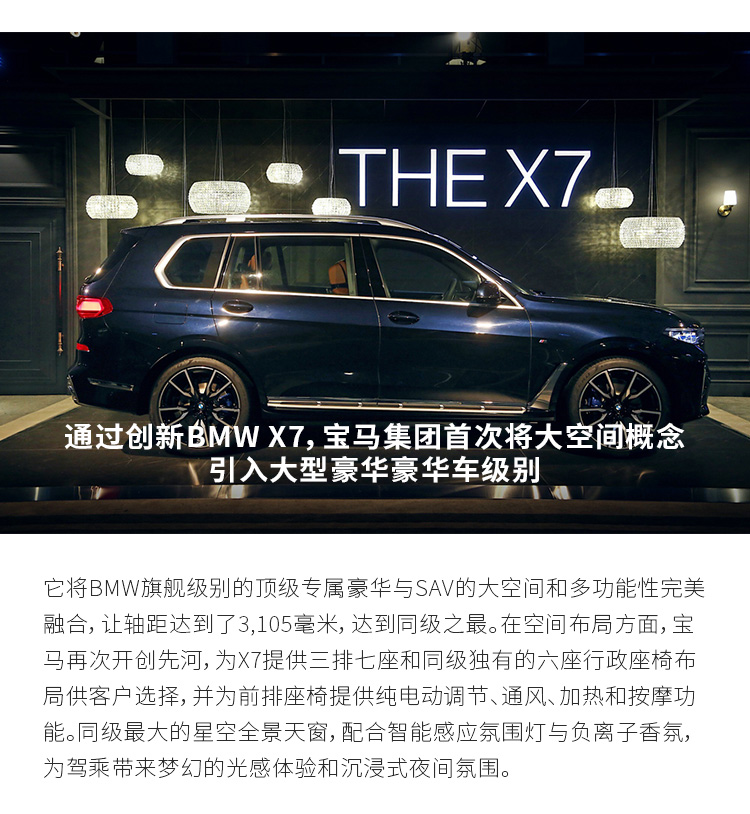 THE X7
通过创新BMW X7，宝马集团首次将大空间概念
引入大型豪华豪华车级别
它将BMW旗舰级别的顶级专属豪华与SAV的大空间和多功能性完美
融合，让轴距达到了3,105毫米，达到同级之最。在空间布局方面，宝
马再次开创先河，为X7提供三排七座和同级独有的六座行政座椅布
局供客户选择，并为前排座椅提供纯电动调节、通风、加热和按摩功
能。同级最大的星空全景天窗，配合智能感应氛围灯与负离子香氛，
为驾乘带来梦幻的光感体验和沉浸式夜间氛围。